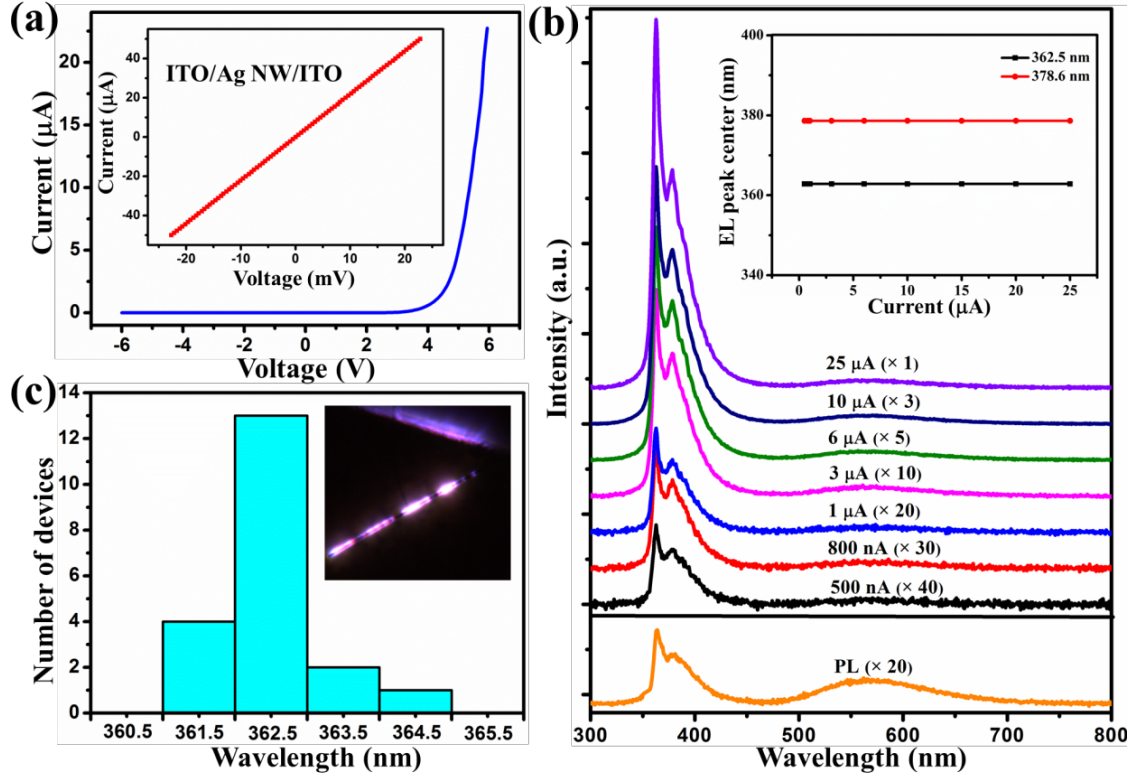 (a)
20
15
10
5
0
Current (μA)
-6
-4
-2
0
2
4
6
Voltage (V)
ITO/Ag NW/ITO
40
20
0
-20
-40
Current (μA)
-20
-10
0
10
20
Voltage (mV)
(b)
Intensity (a.u.)
400
380
360
340
EL peak center (nm)
362.5 nm
378.6 nm
0
5
10
15
20
25
Current (μA)
25 μA (× 1)
10 μA (× 3)
6 μA (× 5)
3 μA (× 10)
1 μA (× 20)
800 nA (× 30)
500 nA (× 40)
PL (× 20)
300
400
500
600
700
800
Wavelength (nm)
(c)
14
12
10
8
6
4
2
0
Number of devices
360.5
361.5
362.5
363.5
364.5
365.5
Wavelength (nm)